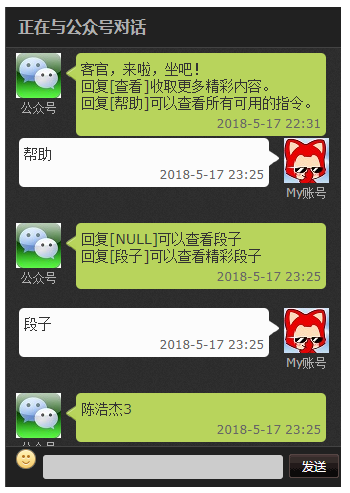 正在与公众号对话
客官，来啦，坐吧！
回复[查看]收取更多精彩内容。
回复[帮助]可以查看所有可用的指令。
2018-5-17 22:31
公众号
帮助
2018-5-17 23:25
My账号
回复[NULL]可以查看段子
回复[段子]可以查看精彩段子
2018-5-17 23:25
公众号
段子
2018-5-17 23:25
My账号
陈浩杰3
2018-5-17 23:25
公众号
发送